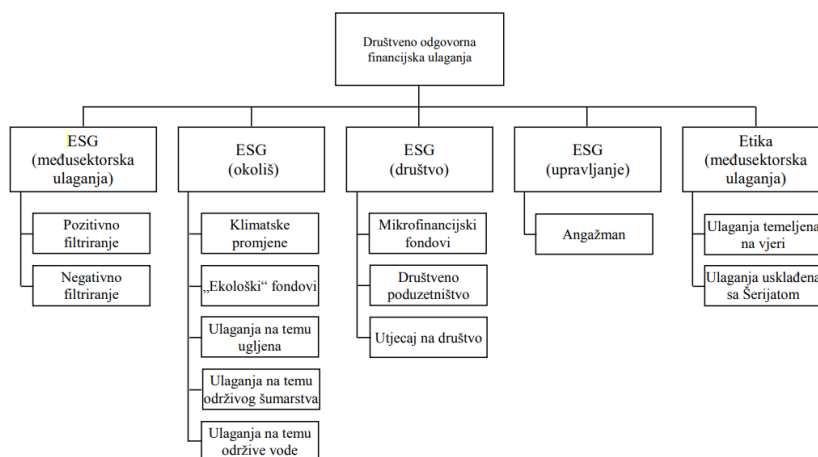 Društveno odgovorna
financijska ulaganja
ESG
(međusektorska
ulaganja)
Pozitivno
filtriranje
Negativno
filtriranje
ESG
(okoliš)
Klimatske
promjene
„Ekološki“ fondovi
Ulaganja na temu
ugljena
Ulaganja na temu
održivog šumarstva
Ulaganja na temu
održive vode
ESG
(društvo)
Mikrofinancijski
fondovi
Društveno
poduzetništvo
Utjecaj na društvo
ESG
(upravljanje)
Angažman
Etika
(međusektorska
ulaganja)
Ulaganja temeljena
na vjeri
Ulaganja usklađena
sa Šerijatom